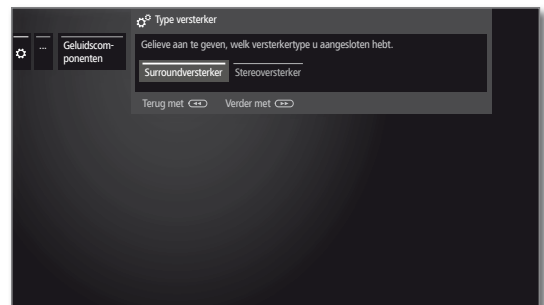 Type versterker
...
Geluidscom-
ponenten
Gelieve aan te geven, welk versterkertype u aangesloten hebt.
Surroundversterker Stereoversterker
Terug met Verder met